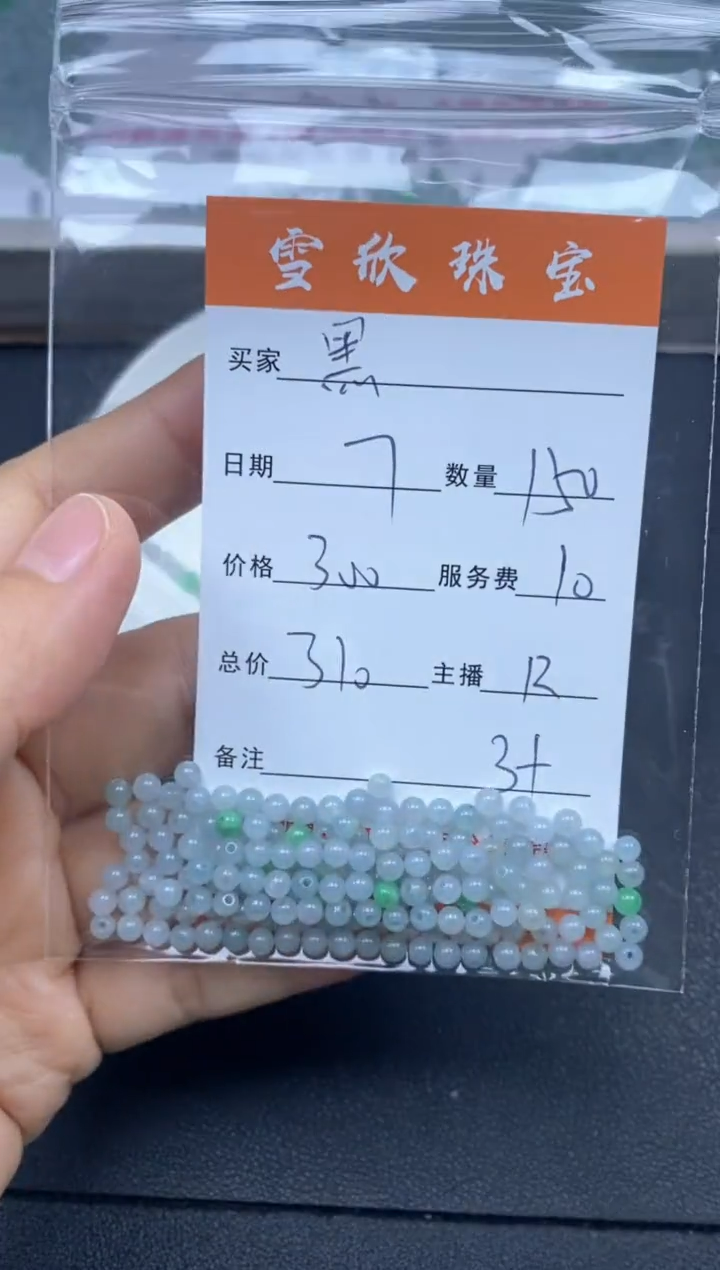 雪欣珠宝
买家 黑
日期 7 数量 150
价格 300 服务费 10
总价 310 主播 R
备注 3+